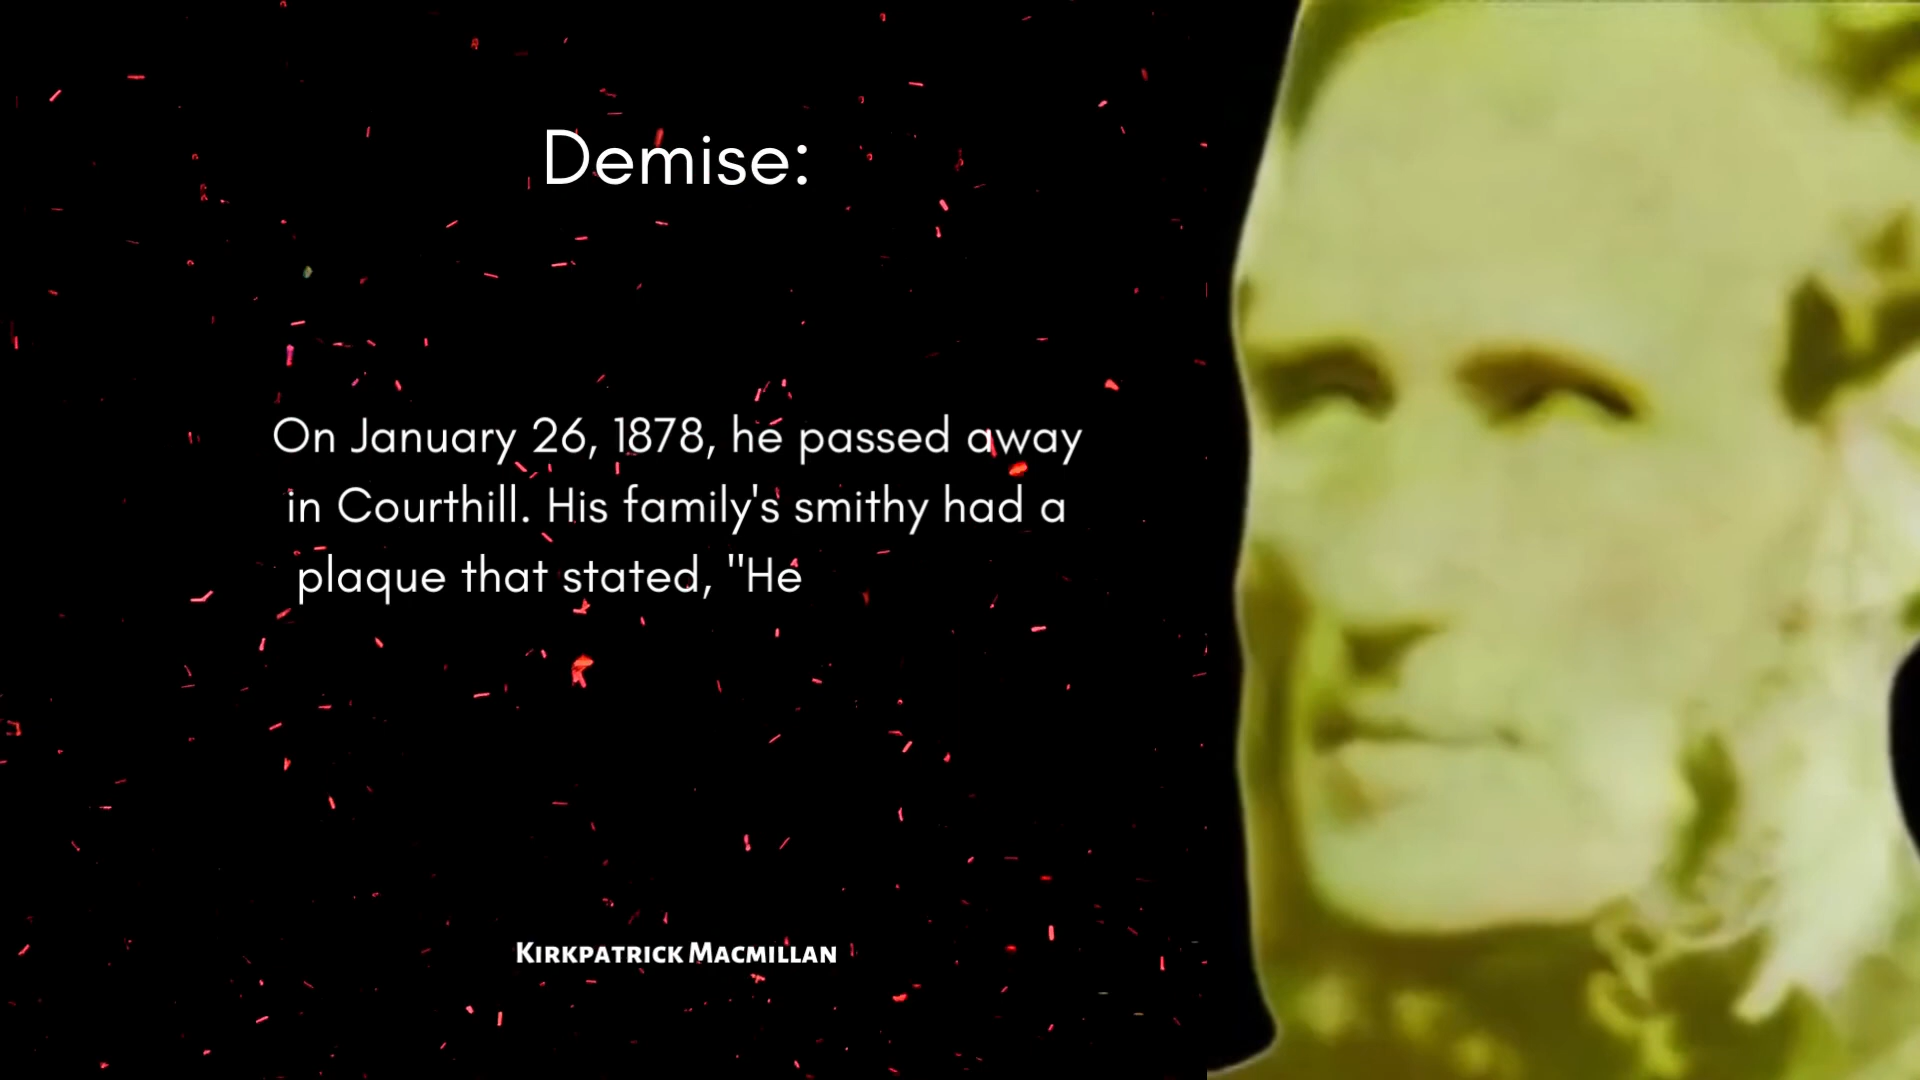 Demise:
On January 26, 1878, he passed away
in Courthill. His family's smithy had a
plaque that stated, "He
Kirkpatrick Macmillan